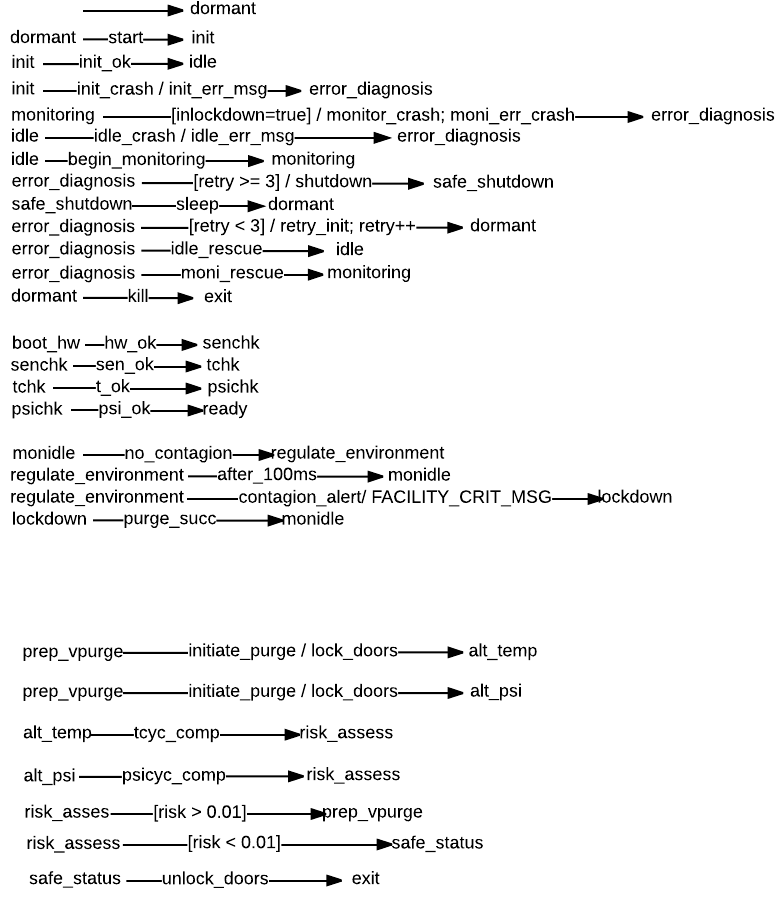 dormant
dormant start init
init init_ok idle
init init_crash / init_err_msg error_diagnosis
monitoring [inlockdown=true] / monitor_crash; moni_err_crash error_diagnosis
idle idle_crash / idle_err_msg error_diagnosis
idle begin_monitoring monitoring
error_diagnosis [retry >= 3] / shutdown safe_shutdown
safe_shutdown sleep dormant
error_diagnosis [retry < 3] / retry_init; retry++ dormant
error_diagnosis idle_rescue idle
error_diagnosis moni_rescue monitoring
dormant kill exit
boot_hw hw_ok senchk
senchk sen_ok tchk
tchk t_ok psichk
psichk psi_ok ready
monidle no_contagion regulate_environment
regulate_environment after_100ms monidle
regulate_environment contagion_alert/ FACILITY_CRIT_MSG lockdown
lockdown purge_succ monidle
prep_vpurge initiate_purge / lock_doors alt_temp
prep_vpurge initiate_purge / lock_doors alt_psi
alt_temp tcyc_comp risk_assess
alt_psi psicyc_comp risk_assess
risk_asses [risk > 0.01] prep_vpurge
risk_assess [risk < 0.01] safe_status
safe_status unlock_doors exit